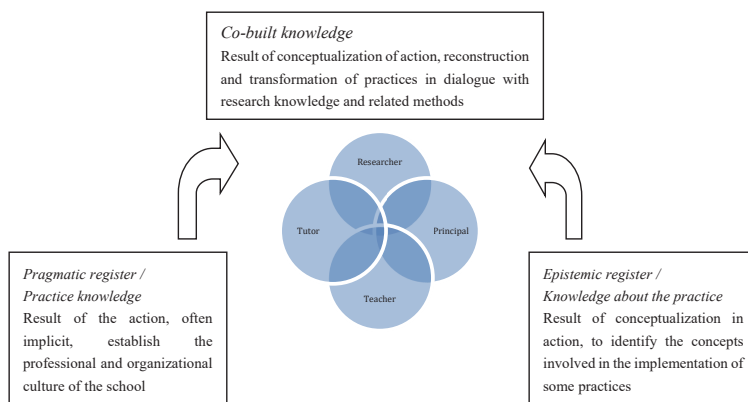 Co-built knowledge
Result of conceptualization of action, reconstruction
and transformation of practices in dialogue with
research knowledge and related methods
Researcher
Tutor
Principal
Teacher
Pragmatic register /
Practice knowledge
Result of the action, often
implicit, establish the
professional and organizational
culture of the school
Epistemic register /
Knowledge about the practice
Result of conceptualization in
action, to identify the concepts
involved in the implementation of
some practices